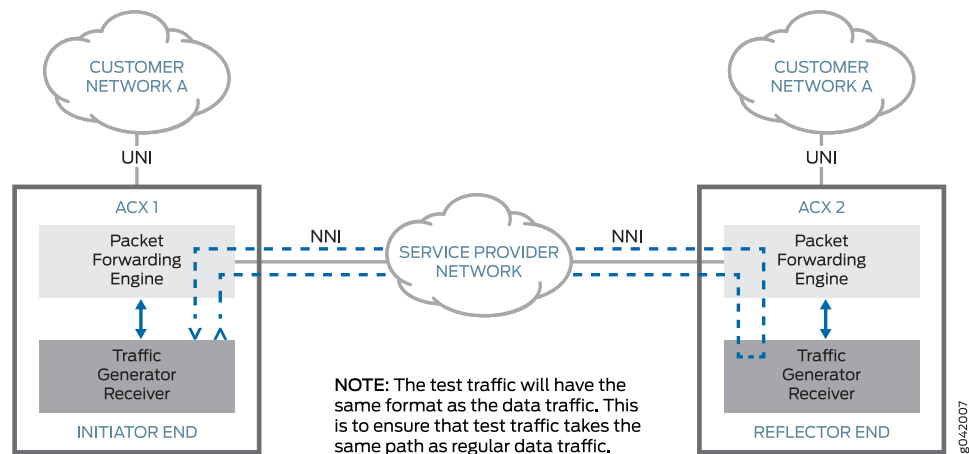 CUSTOMER
NETWORK A
CUSTOMER
NETWORK A
UNI
UNI
ACX 1
ACX 2
Packet
Forwarding
Engine
NNI
SERVICE PROVIDER
NETWORK
NNI
Packet
Forwarding
Engine
Traffic
Generator
Receiver
Traffic
Generator
Receiver
NOTE: The test traffic will have the
same format as the data traffic. This
is to ensure that test traffic takes the
same path as regular data traffic.
INITIATOR END
REFLECTOR END
g042007